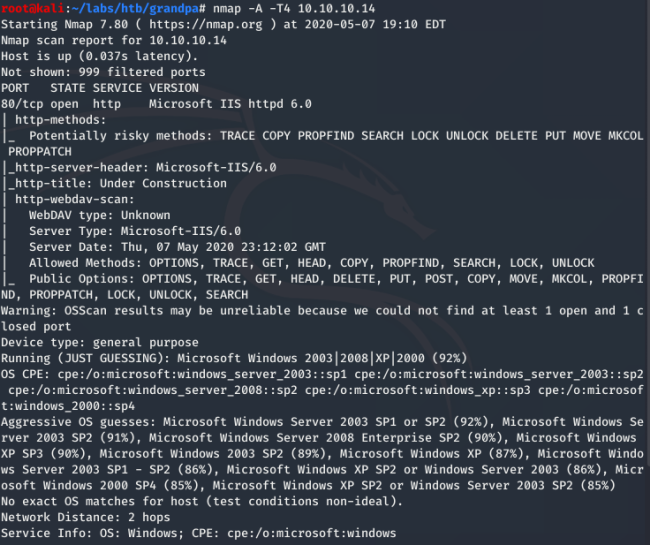 root@kali:~/labs/htb/grandpa# nmap -A -T4 10.10.10.14
Starting Nmap 7.80 ( https://nmap.org ) at 2020-05-07 19:10 EDT
Nmap scan report for 10.10.10.14
Host is up (0.037s latency).
Not shown: 999 filtered ports
PORT   STATE SERVICE VERSION
80/tcp open  http    Microsoft IIS httpd 6.0
| http-methods:
|_  Potentially risky methods: TRACE COPY PROPFIND SEARCH LOCK UNLOCK DELETE PUT MOVE MKCOL
 PROPPATCH
|_http-server-header: Microsoft-IIS/6.0
|_http-title: Under Construction
| http-webdav-scan:
|   WebDAV type: Unknown
|   Server Type: Microsoft-IIS/6.0
|   Server Date: Thu, 07 May 2020 23:12:02 GMT
|   Allowed Methods: OPTIONS, TRACE, GET, HEAD, COPY, PROPFIND, SEARCH, LOCK, UNLOCK
|_  Public Options: OPTIONS, TRACE, GET, HEAD, DELETE, PUT, POST, COPY, MOVE, MKCOL, PROPFI
ND, PROPPATCH, LOCK, UNLOCK, SEARCH
Warning: OSScan results may be unreliable because we could not find at least 1 open and 1 c
losed port
Device type: general purpose
Running (JUST GUESSING): Microsoft Windows 2003|2008|XP|2000 (92%)
OS CPE: cpe:/o:microsoft:windows_server_2003::sp1 cpe:/o:microsoft:windows_server_2003::sp2
 cpe:/o:microsoft:windows_server_2008::sp2 cpe:/o:microsoft:windows_xp::sp3 cpe:/o:microsof
t:windows_2000::sp4
Aggressive OS guesses: Microsoft Windows Server 2003 SP1 or SP2 (92%), Microsoft Windows Se
rver 2003 SP2 (91%), Microsoft Windows Server 2008 Enterprise SP2 (90%), Microsoft Windows
XP SP3 (90%), Microsoft Windows 2003 SP2 (89%), Microsoft Windows XP (87%), Microsoft Windo
ws Server 2003 SP1 - SP2 (86%), Microsoft Windows XP SP2 or Windows Server 2003 (86%), Micr
osoft Windows 2000 SP4 (85%), Microsoft Windows XP SP2 or Windows Server 2003 SP2 (85%)
No exact OS matches for host (test conditions non-ideal).
Network Distance: 2 hops
Service Info: OS: Windows; CPE: cpe:/o:microsoft:windows